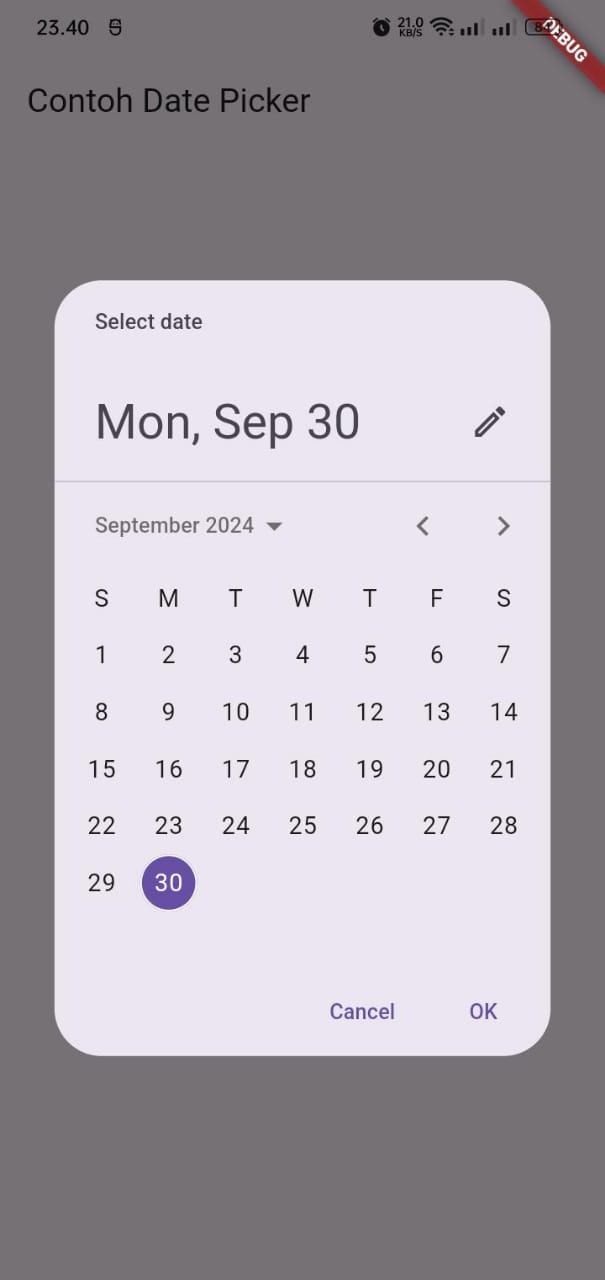 23.40 21.0 KB/S
DEBUG
Contoh Date Picker
Select date
Mon, Sep 30
September 2024
S M T W T F S
1 2 3 4 5 6 7
8 9 10 11 12 13 14
15 16 17 18 19 20 21
22 23 24 25 26 27 28
29 30
Cancel OK